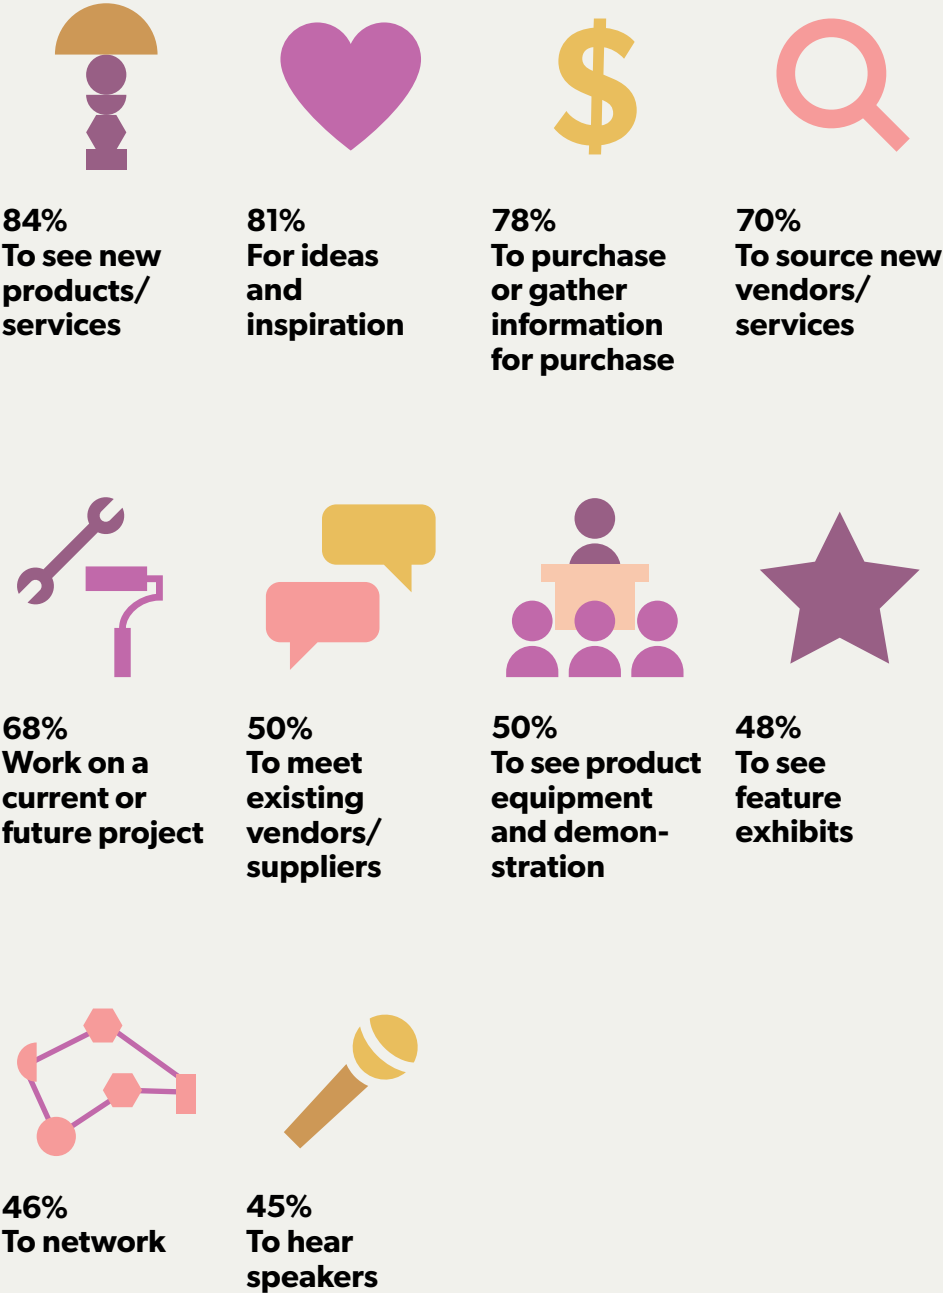 84%
To see new
products/
services
81%
For ideas
and
inspiration
78%
To purchase
or gather
information
for purchase
70%
To source new
vendors/
services
68%
Work on a
current or
future project
50%
To meet
existing
vendors/
suppliers
50%
To see product
equipment
and demon-
stration
48%
To see
feature
exhibits
46%
To network
45%
To hear
speakers